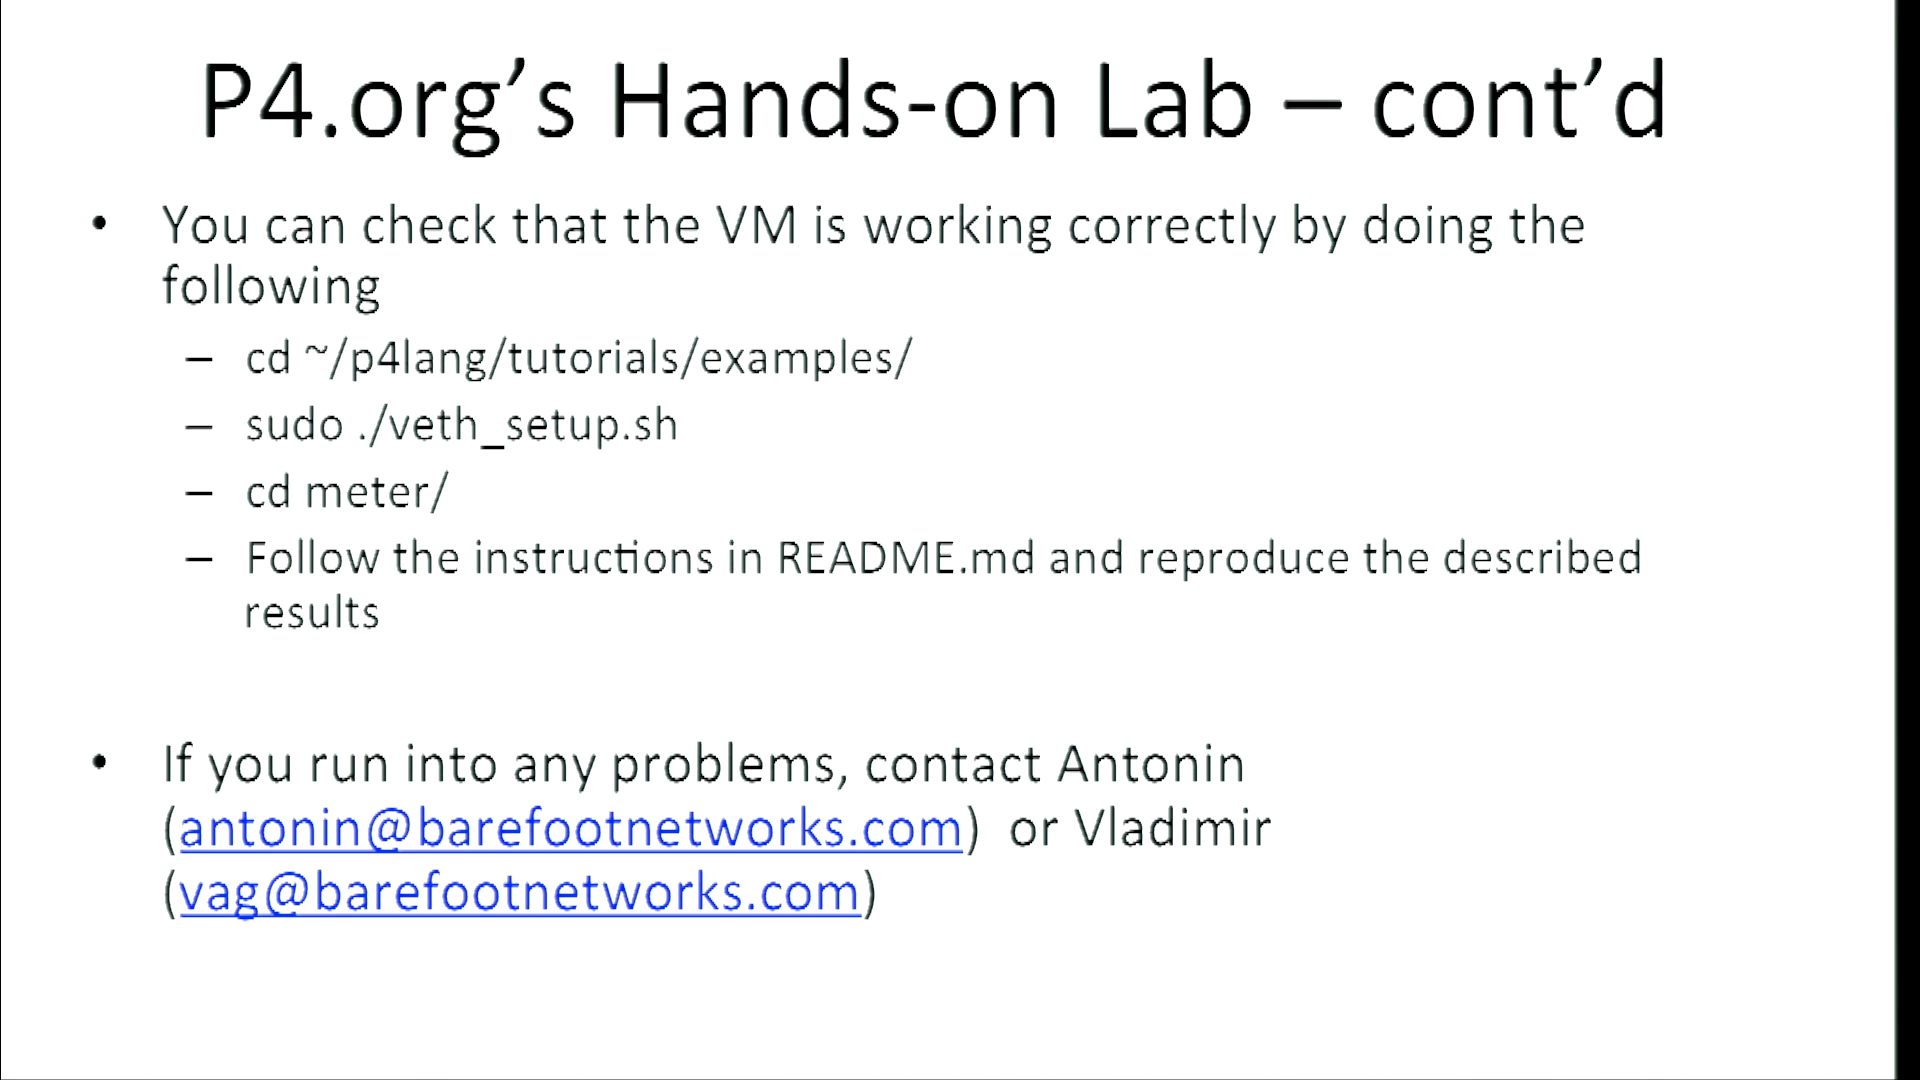 P4.org’s Hands-on Lab – cont’d
• You can check that the VM is working correctly by doing the
following
– cd ~/p4lang/tutorials/examples/
– sudo ./veth_setup.sh
– cd meter/
– Follow the instructions in README.md and reproduce the described
results
• If you run into any problems, contact Antonin
(antonin@barefootnetworks.com) or Vladimir
(vag@barefootnetworks.com)